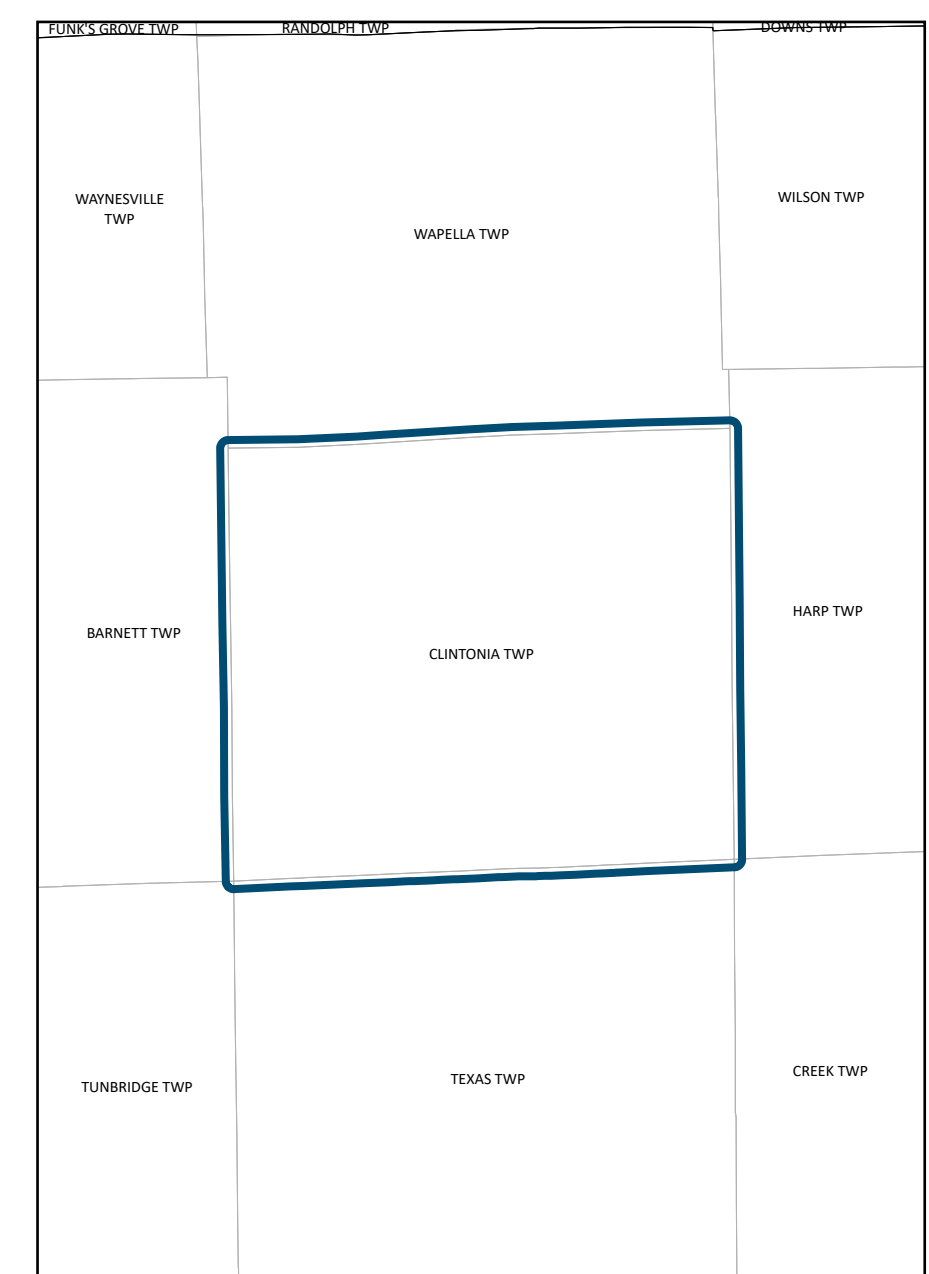 FUNK'S GROVE TWP
RANDOLPH TWP
DOWNS TWP
WAYNESVILLE
TWP
WAPELLA TWP
WILSON TWP
BARNETT TWP
CLINTONIA TWP
HARP TWP
TUNBRIDGE TWP
TEXAS TWP
CREEK TWP